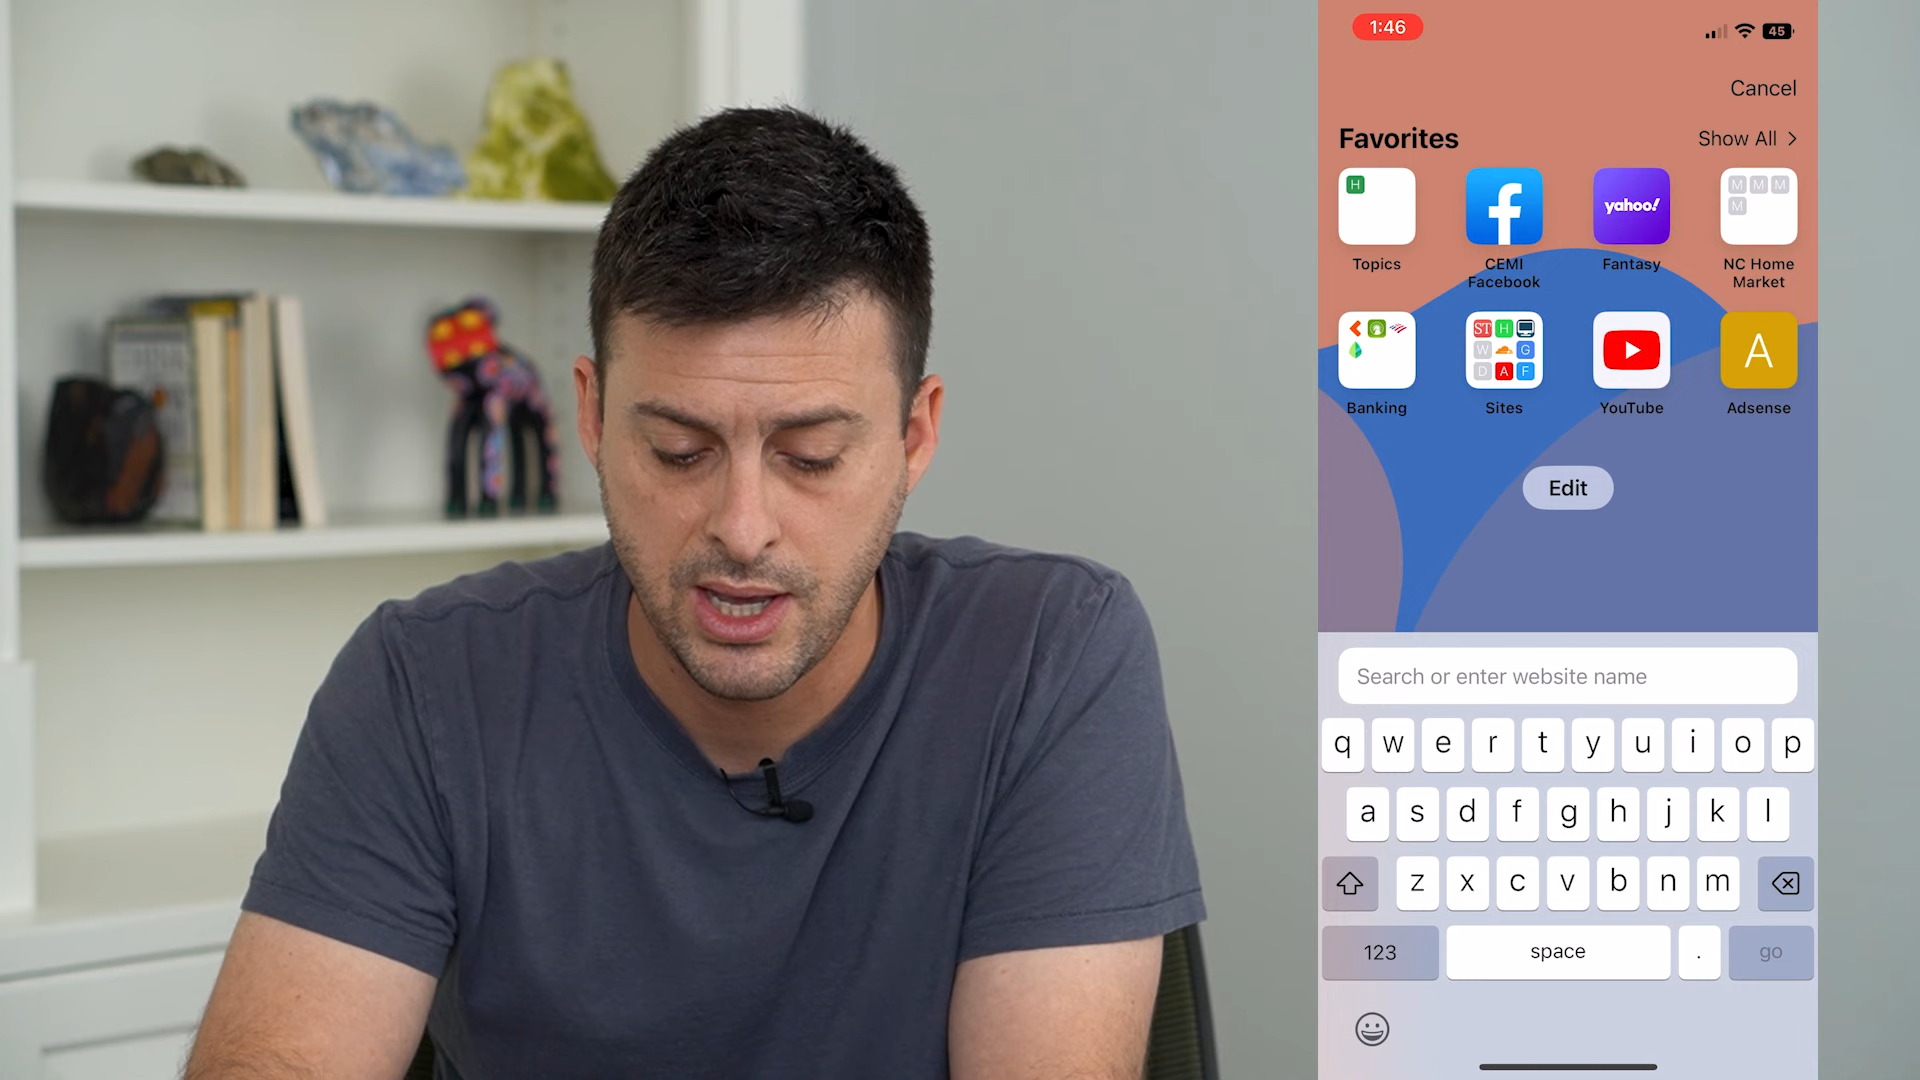 1:46
45
Cancel
Favorites
Show All >
H
f
yahoo!
M M M
M
Topics
CEMI
Facebook
Fantasy
NC Home
Market
ST H
W G
D A F
A
Banking
Sites
YouTube
Adsense
Edit
Search or enter website name
q w e r t y u i o p
a s d f g h j k l
z x c v b n m
123 space . go